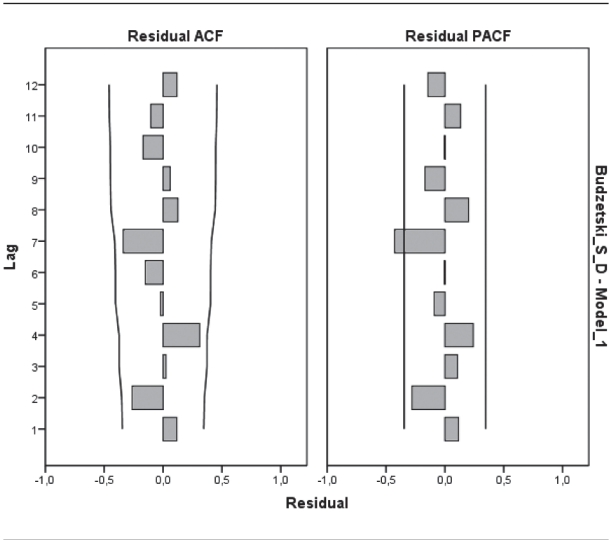 Residual ACF
Residual PACF
Lag
12
11
10
9
8
7
6
5
4
3
2
1
Budzetski_S_D - Model_1
-1,0 -0,5 0,0 0,5 1,0
-1,0 -0,5 0,0 0,5 1,0
Residual